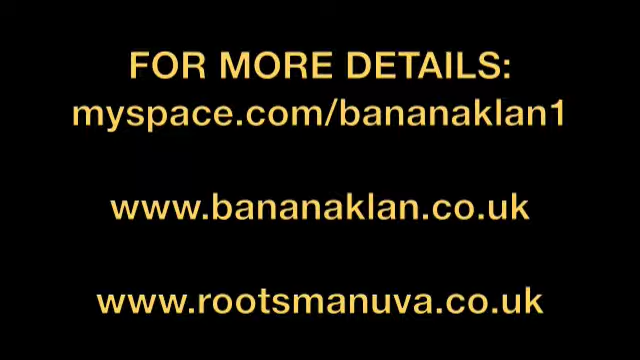 FOR MORE DETAILS:
myspace.com/bananaklan1
www.bananaklan.co.uk
www.rootsmanuva.co.uk